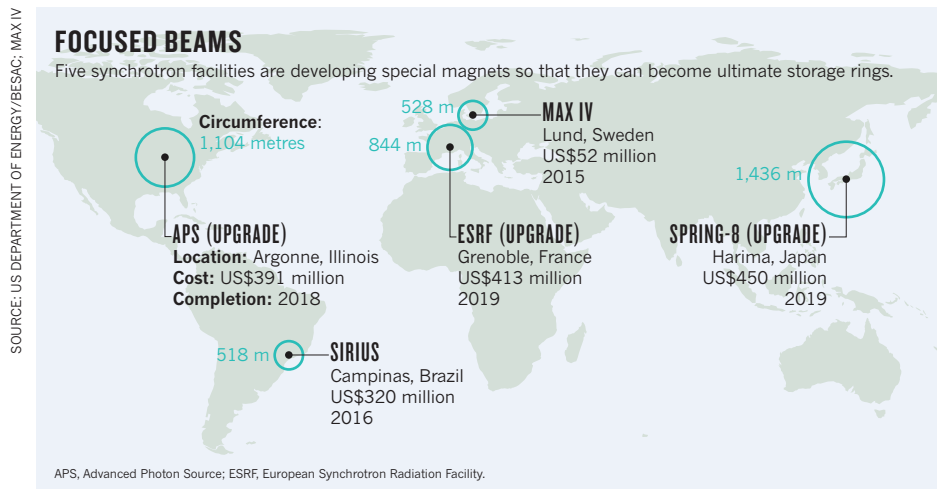 SOURCE: US DEPARTMENT OF ENERGY/BESAC; MAX IV
FOCUSED BEAMS
Five synchrotron facilities are developing special magnets so that they can become ultimate storage rings.
Circumference:
1,104 metres
APS (UPGRADE)
Location: Argonne, Illinois
Cost: US$391 million
Completion: 2018
528 m
MAX IV
Lund, Sweden
US$52 million
2015
844 m
ESRF (UPGRADE)
Grenoble, France
US$413 million
2019
1,436 m
SPRING-8 (UPGRADE)
Harima, Japan
US$450 million
2019
518 m
SIRIUS
Campinas, Brazil
US$320 million
2016
APS, Advanced Photon Source; ESRF, European Synchrotron Radiation Facility.